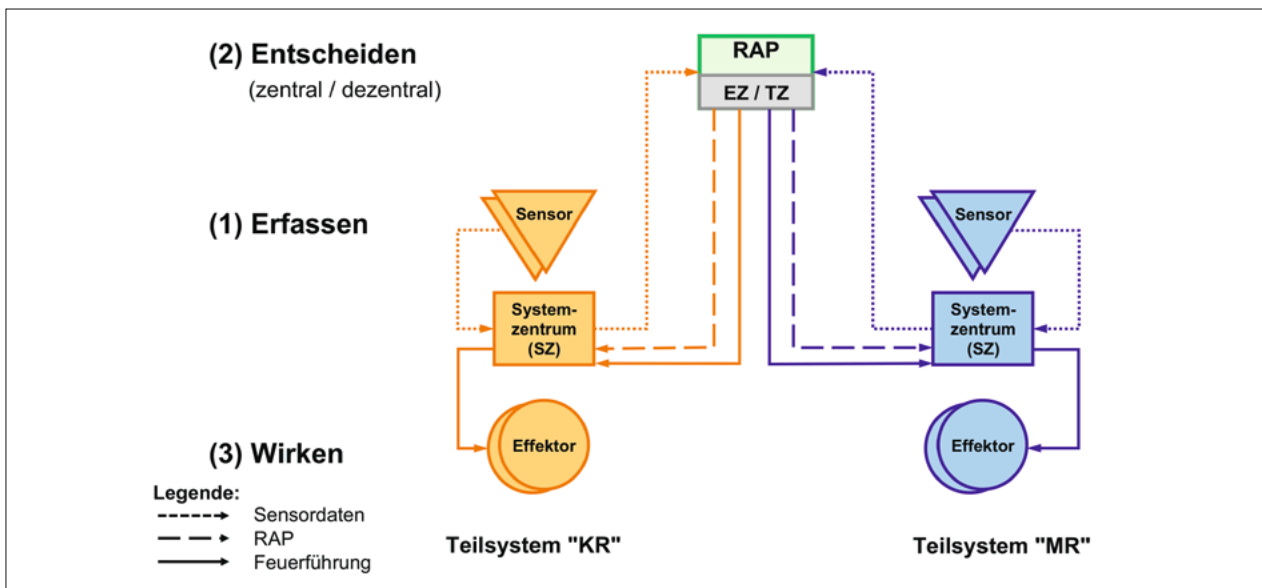 (2) Entscheiden
(zentral / dezentral)
RAP
EZ / TZ
(1) Erfassen
Sensor
Sensor
System-
zentrum
(SZ)
System-
zentrum
(SZ)
(3) Wirken
Effektor
Effektor
Legende:
Sensordaten
RAP
Feuerführung
Teilsystem "KR"
Teilsystem "MR"